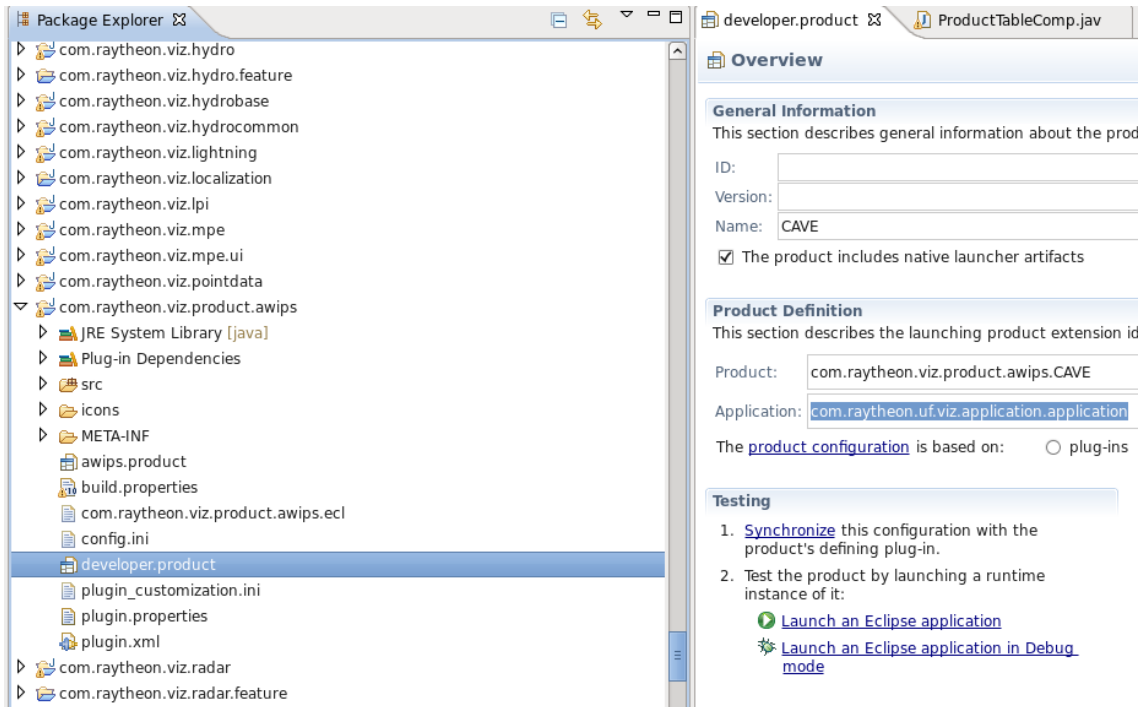 Package Explorer
com.raytheon.viz.hydro
com.raytheon.viz.hydro.feature
com.raytheon.viz.hydrobase
com.raytheon.viz.hydrocommon
com.raytheon.viz.lightning
com.raytheon.viz.localization
com.raytheon.viz.lpi
com.raytheon.viz.mpe
com.raytheon.viz.mpe.ui
com.raytheon.viz.pointdata
com.raytheon.viz.product.awips
JRE System Library [java]
Plug-in Dependencies
src
icons
META-INF
awips.product
build.properties
com.raytheon.viz.product.awips.ecl
config.ini
developer.product
plugin_customization.ini
plugin.properties
plugin.xml
com.raytheon.viz.radar
com.raytheon.viz.radar.feature
developer.product ProductTableComp.jav
Overview
General Information
This section describes general information about the prod
ID:
Version:
Name: CAVE
The product includes native launcher artifacts
Product Definition
This section describes the launching product extension id
Product: com.raytheon.viz.product.awips.CAVE
Application: com.raytheon.uf.viz.application.application
The product configuration is based on: plug-ins
Testing
1. Synchronize this configuration with the
product's defining plug-in.
2. Test the product by launching a runtime
instance of it:
Launch an Eclipse application
Launch an Eclipse application in Debug
mode